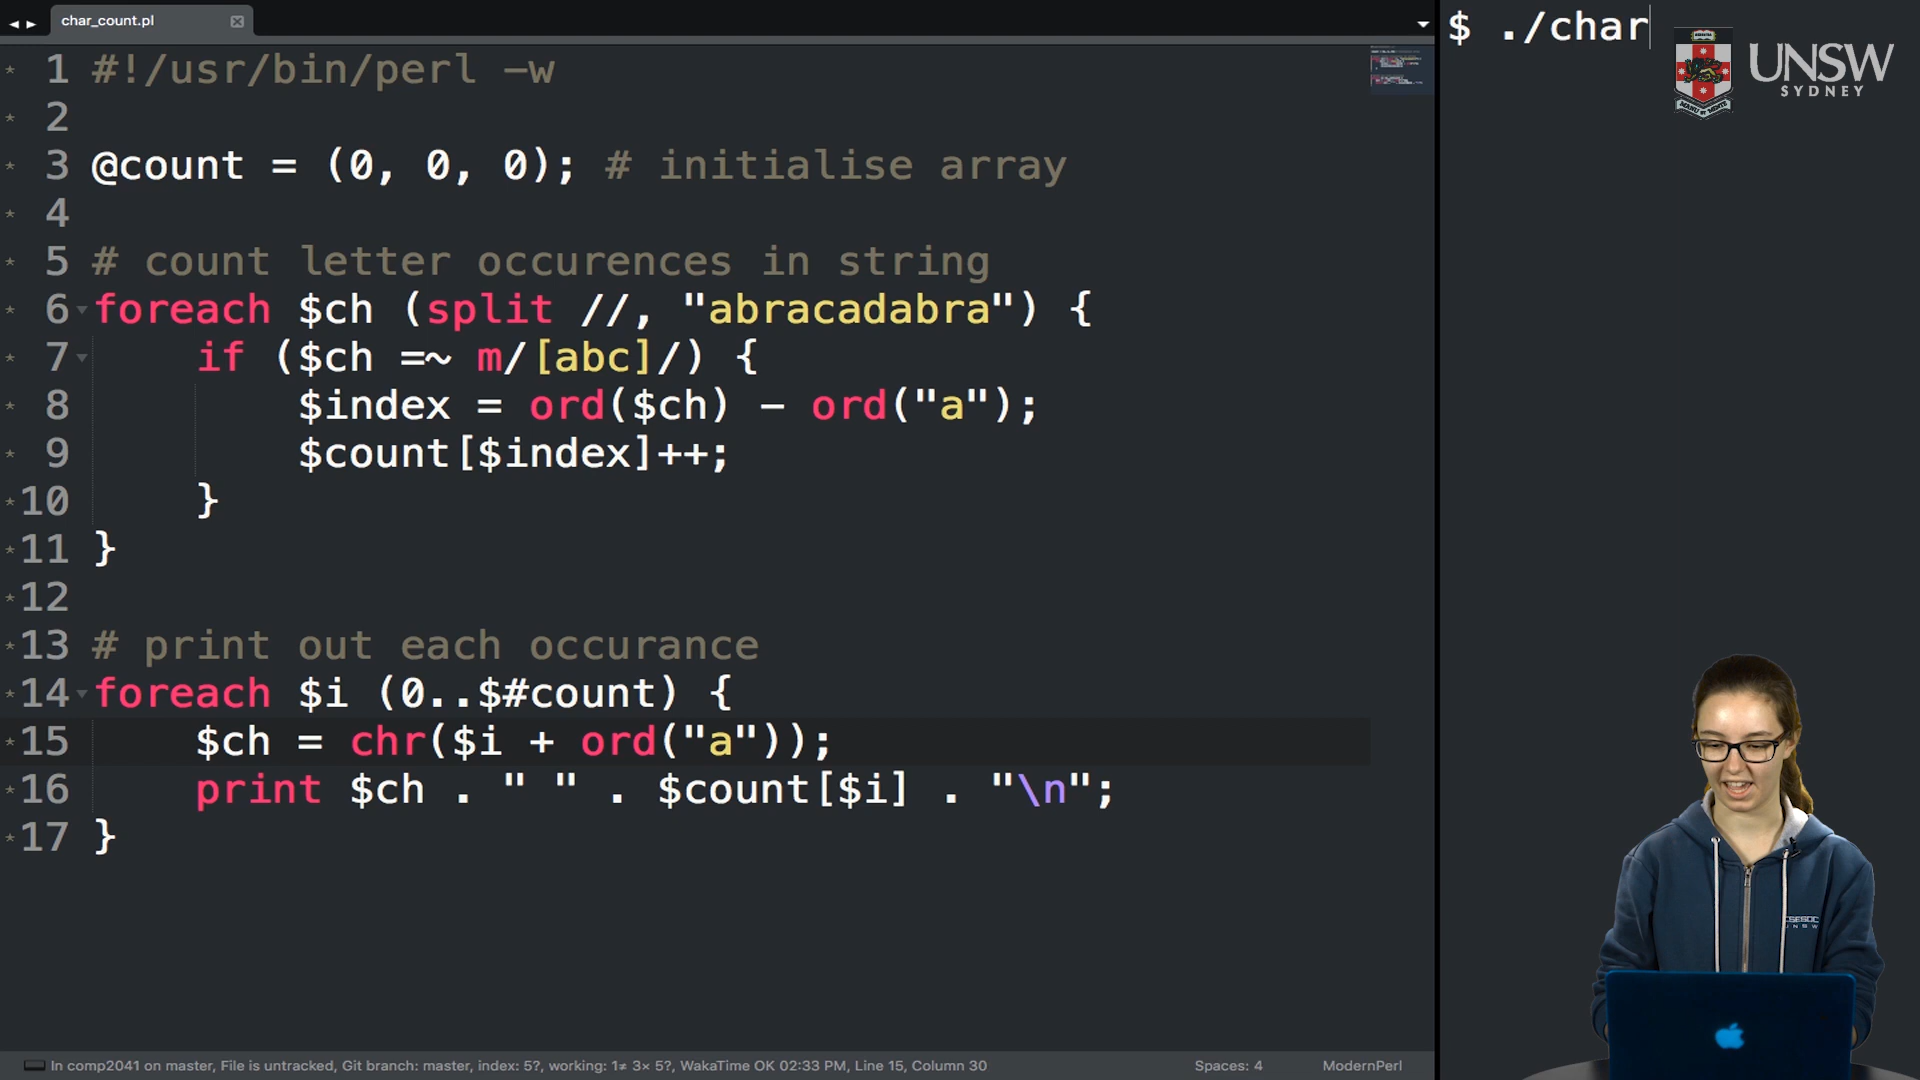 char_count.pl
1 #!/usr/bin/perl -w
2
3 @count = (0, 0, 0); # initialise array
4
5 # count letter occurences in string
6 foreach $ch (split //, "abracadabra") {
7 if ($ch =~ m/[abc]/) {
8 $index = ord($ch) - ord("a");
9 $count[$index]++;
10 }
11 }
12
13 # print out each occurance
14 foreach $i (0..$#count) {
15 $ch = chr($i + ord("a"));
16 print $ch . " " . $count[$i] . "\n";
17 }
In comp2041 on master, File is untracked, Git branch: master, index: 5?, working: 1≠ 3× 5?, WakaTime OK 02:33 PM, Line 15, Column 30
Spaces: 4
ModernPerl
$ ./char
UNSW
SYDNEY
CSESOC
UNSW